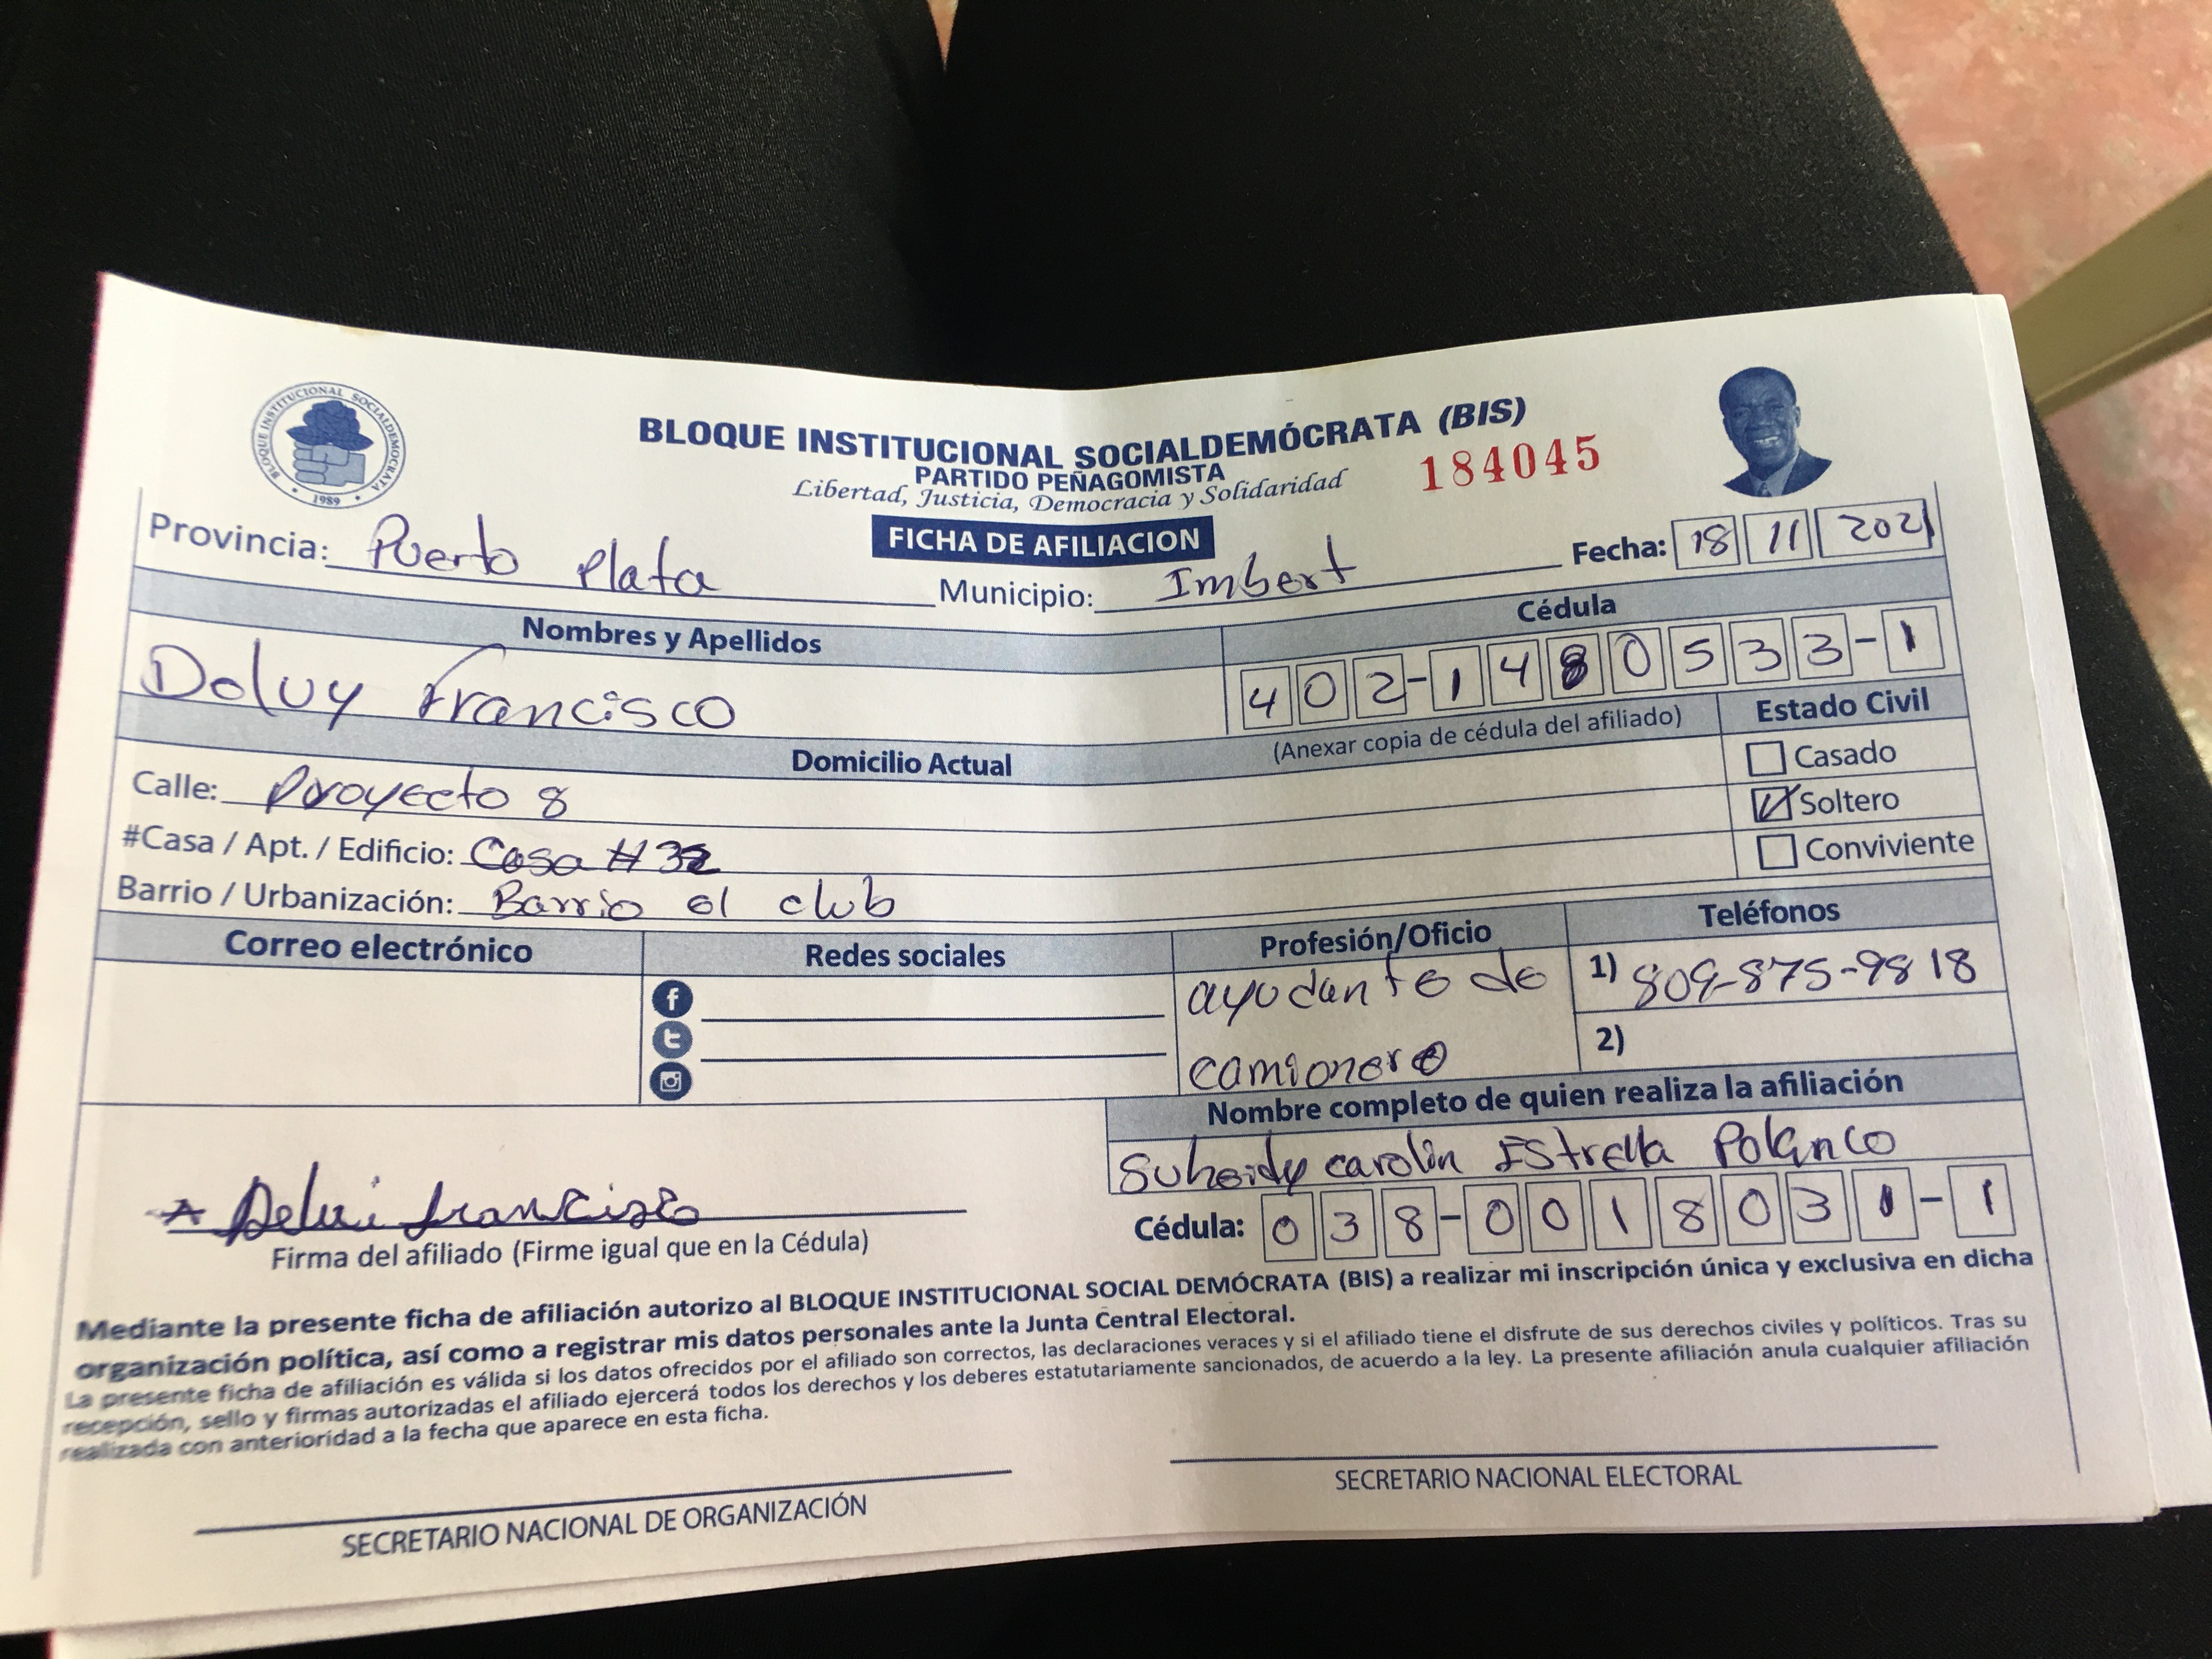 BLOQUE INSTITUCIONAL SOCIALDEMOCRATA
1989
BLOQUE INSTITUCIONAL SOCIALDEMÓCRATA (BIS)
PARTIDO PEÑAGOMISTA
184045
Libertad, Justicia, Democracia y Solidaridad
FICHA DE AFILIACION
Provincia: Puerto Plata
Municipio: Imbert
Fecha: 18 11 2021
Nombres y Apellidos
Cédula
Doluy Francisco
402-1480533-1
(Anexar copia de cédula del afiliado)
Estado Civil
Domicilio Actual
Casado
Calle: Proyecto 8
Soltero
#Casa / Apt. / Edificio: Casa #32
Conviviente
Barrio / Urbanización: Barrio el club
Correo electrónico
Redes sociales
Profesión/Oficio
Teléfonos
ayudante de
camionero
1) 809-875-9818
2)
Nombre completo de quien realiza la afiliación
Suheidy carolin Estrella Polanco
Cédula: 038-0018031-1
Francisco
Firma del afiliado (Firme igual que en la Cédula)
Mediante la presente ficha de afiliación autorizo al BLOQUE INSTITUCIONAL SOCIAL DEMÓCRATA (BIS) a realizar mi inscripción única y exclusiva en dicha
organización política, así como a registrar mis datos personales ante la Junta Central Electoral.
La presente ficha de afiliación es válida si los datos ofrecidos por el afiliado son correctos, las declaraciones veraces y si el afiliado tiene el disfrute de sus derechos civiles y políticos. Tras su
recepción, sello y firmas autorizadas el afiliado ejercerá todos los derechos y los deberes estatutariamente sancionados, de acuerdo a la ley. La presente afiliación anula cualquier afiliación
realizada con anterioridad a la fecha que aparece en esta ficha.
SECRETARIO NACIONAL DE ORGANIZACIÓN
SECRETARIO NACIONAL ELECTORAL